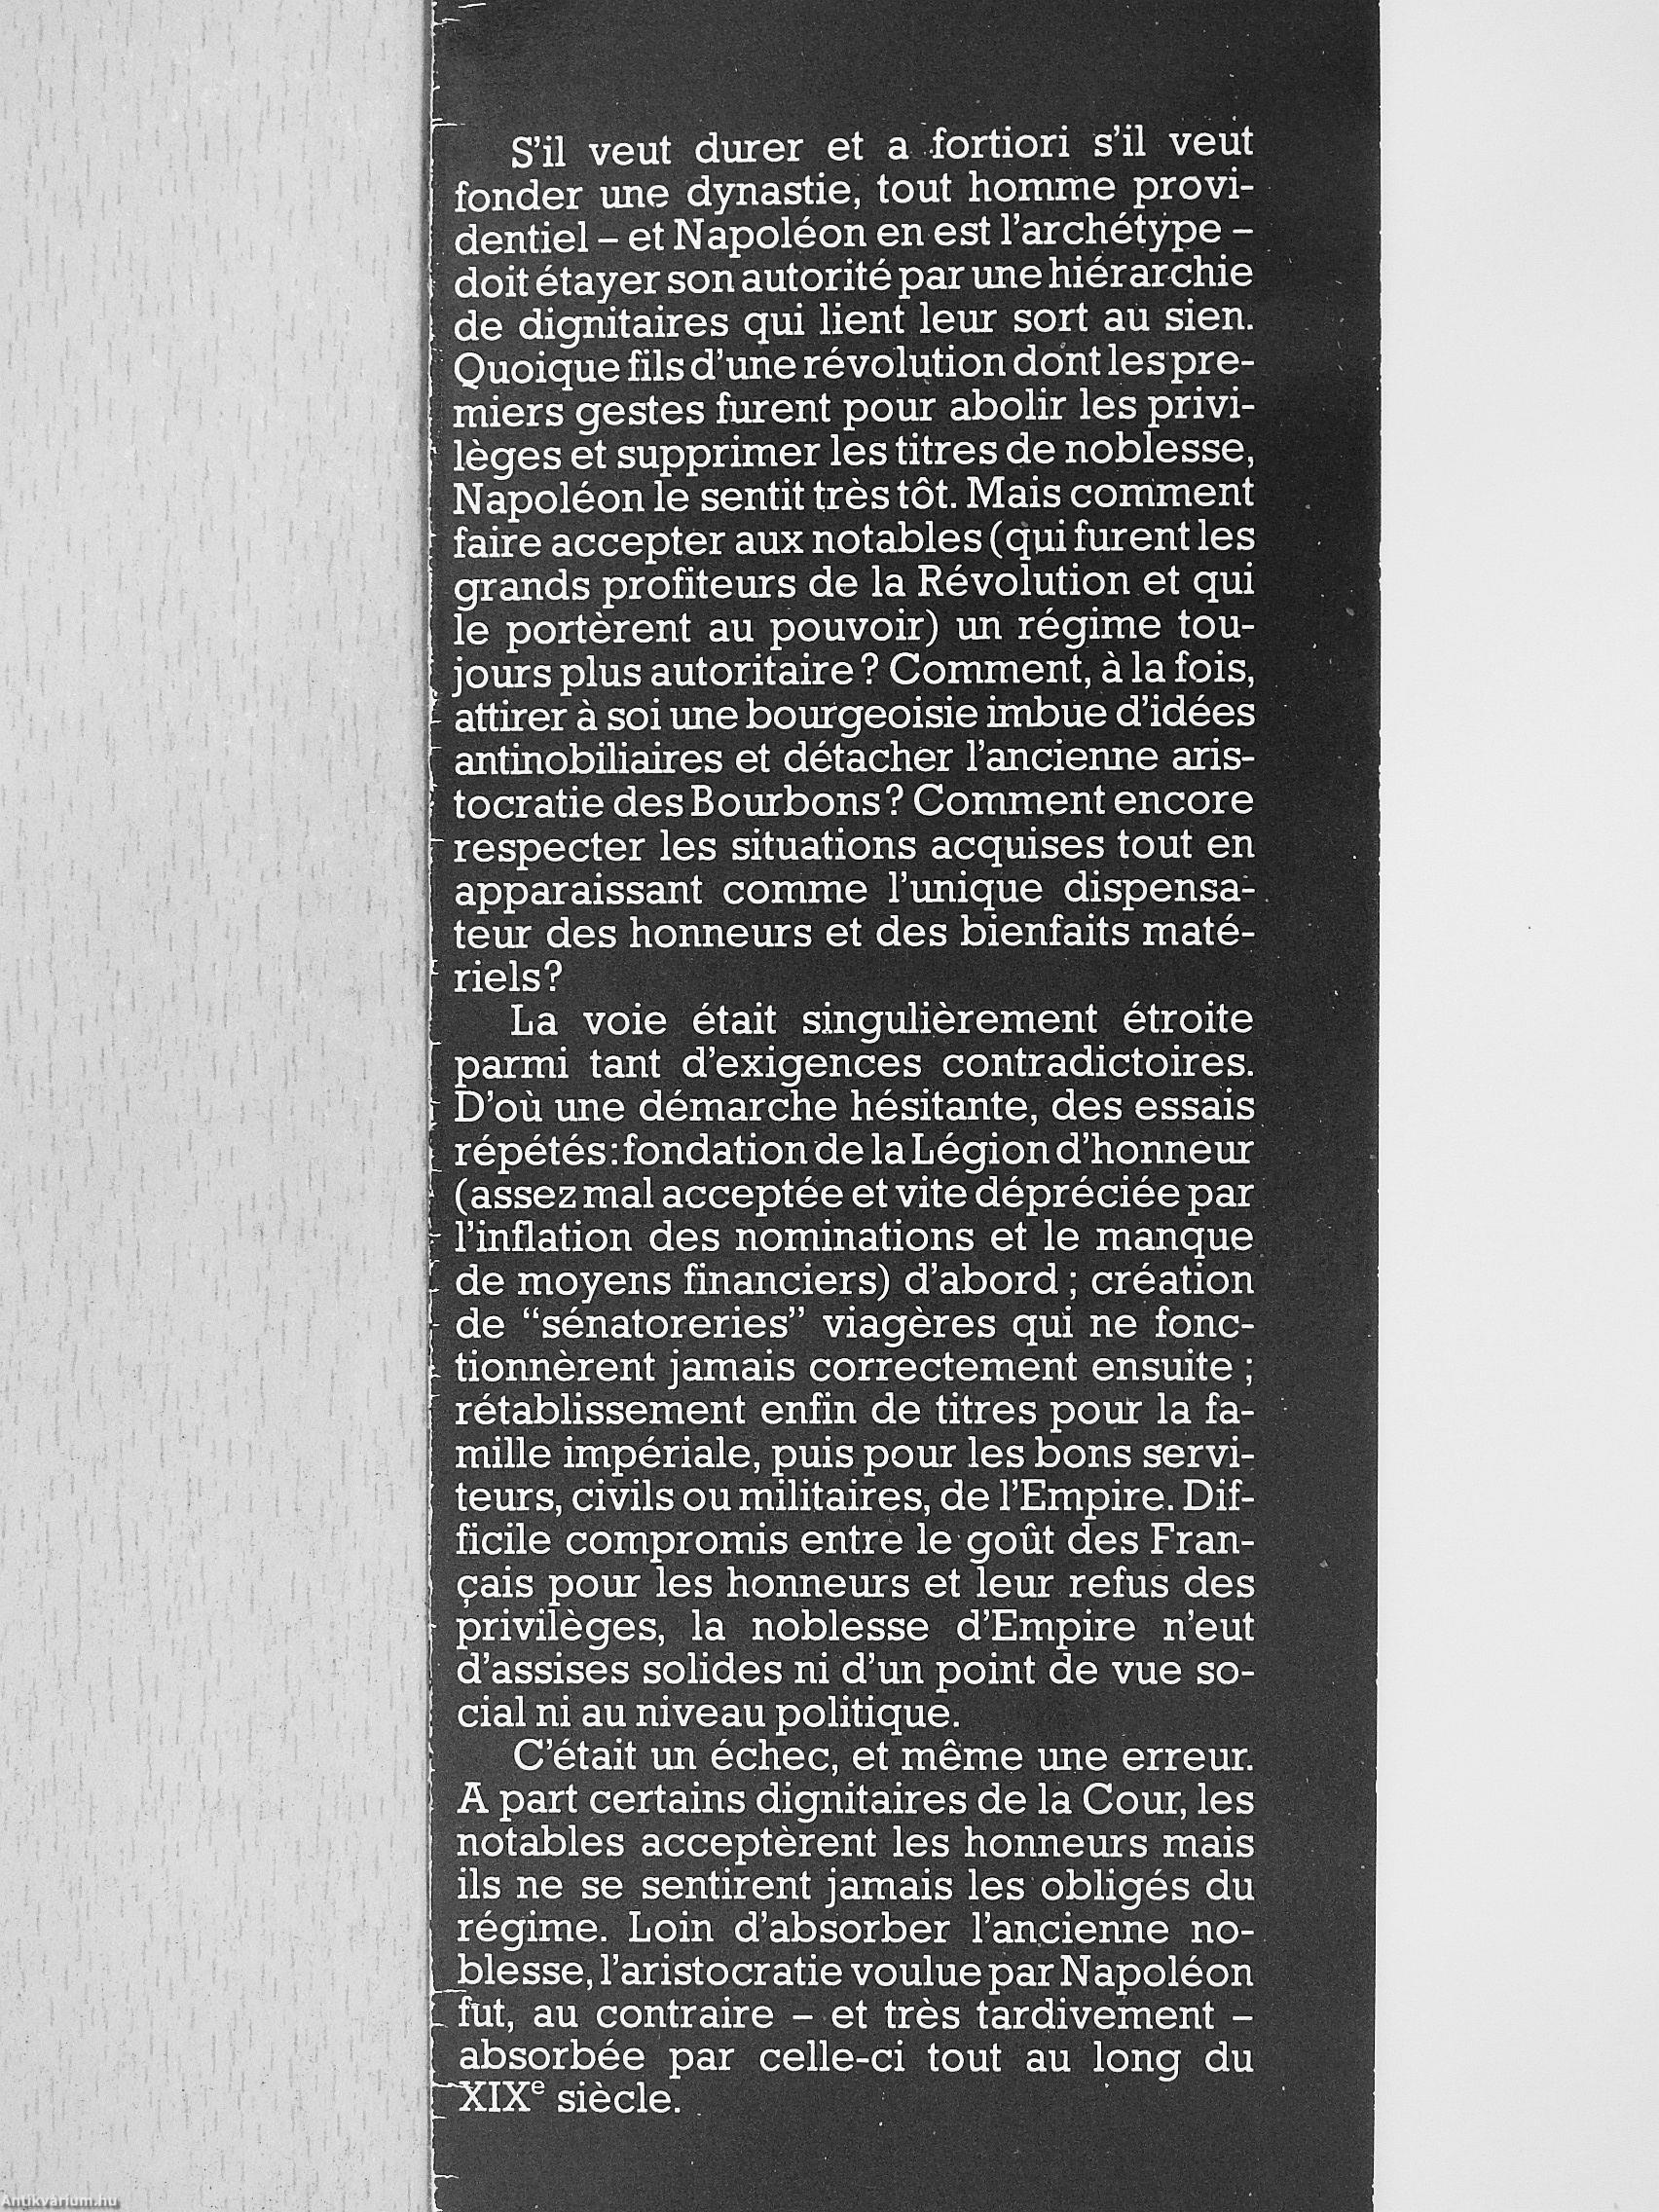 S'il veut durer et a fortiori s'il veut
fonder une dynastie, tout homme provi-
dentiel – et Napoléon en est l'archétype –
doit étayer son autorité par une hiérarchie
de dignitaires qui lient leur sort au sien.
Quoique fils d'une révolution dont les pre-
miers gestes furent pour abolir les privi-
lèges et supprimer les titres de noblesse,
Napoléon le sentit très tôt. Mais comment
faire accepter aux notables (qui furent les
grands profiteurs de la Révolution et qui
le portèrent au pouvoir) un régime tou-
jours plus autoritaire ? Comment, à la fois,
attirer à soi une bourgeoisie imbue d'idées
antinobiliaires et détacher l'ancienne aris-
tocratie des Bourbons ? Comment encore
respecter les situations acquises tout en
apparaissant comme l'unique dispensa-
teur des honneurs et des bienfaits maté-
riels ?
La voie était singulièrement étroite
parmi tant d'exigences contradictoires.
D'où une démarche hésitante, des essais
répétés : fondation de la Légion d'honneur
(assez mal acceptée et vite dépréciée par
l'inflation des nominations et le manque
de moyens financiers) d'abord ; création
de “sénatoreries” viagères qui ne fonc-
tionnèrent jamais correctement ensuite ;
rétablissement enfin de titres pour la fa-
mille impériale, puis pour les bons servi-
teurs, civils ou militaires, de l'Empire. Dif-
ficile compromis entre le goût des Fran-
çais pour les honneurs et leur refus des
privilèges, la noblesse d'Empire n'eut
d'assises solides ni d'un point de vue so-
cial ni au niveau politique.
C'était un échec, et même une erreur.
A part certains dignitaires de la Cour, les
notables acceptèrent les honneurs mais
ils ne se sentirent jamais les obligés du
régime. Loin d'absorber l'ancienne no-
blesse, l'aristocratie voulue par Napoléon
fut, au contraire – et très tardivement –
absorbée par celle-ci tout au long du
XIXe siècle.
Antikvárium.hu